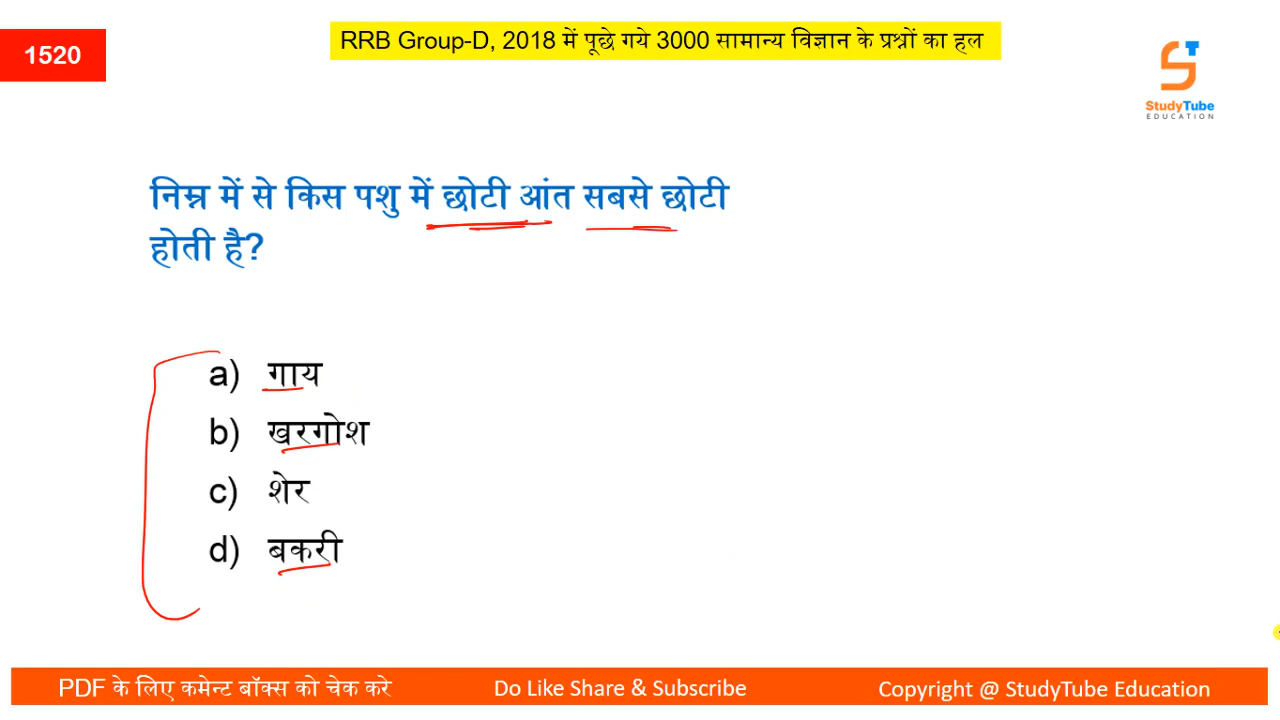 1520
RRB Group-D, 2018 में पूछे गये 3000 सामान्य विज्ञान के प्रश्नों का हल
StudyTube
EDUCATION
निम्न में से किस पशु में छोटी आंत सबसे छोटी
होती है?
a) गाय
b) खरगोश
c) शेर
d) बकरी
PDF के लिए कमेन्ट बॉक्स को चेक करे
Do Like Share & Subscribe
Copyright @ StudyTube Education